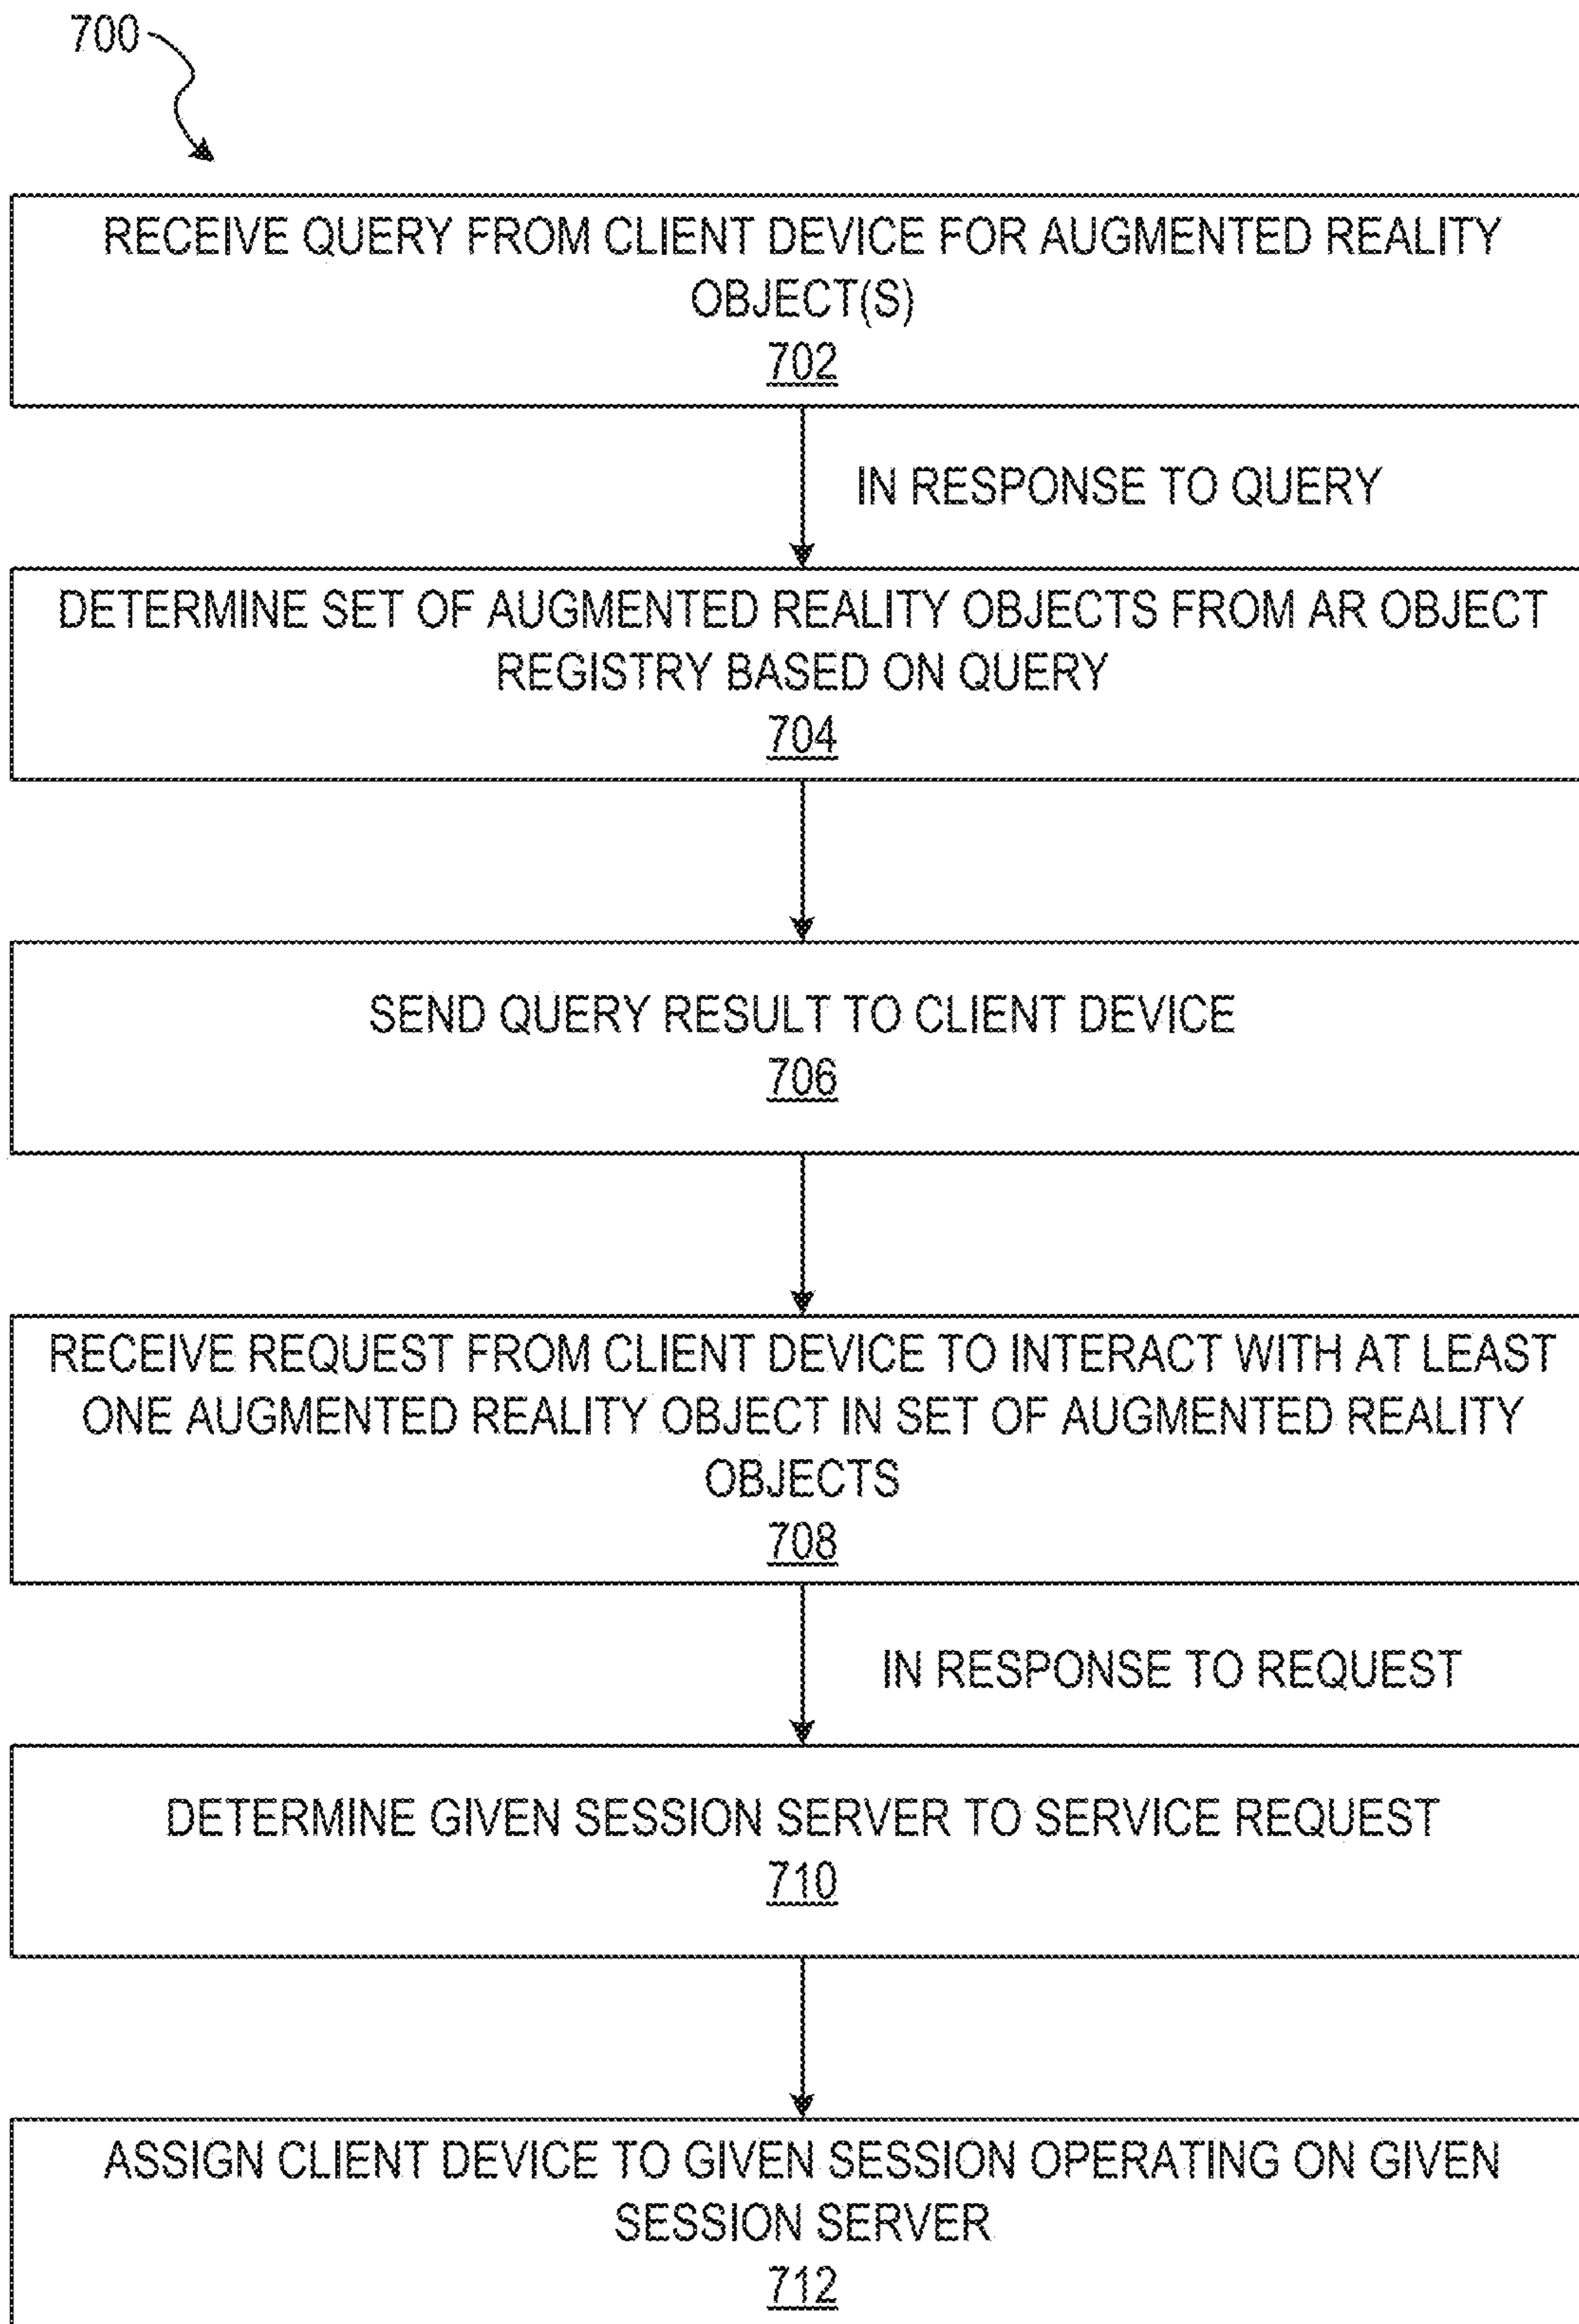 700
RECEIVE QUERY FROM CLIENT DEVICE FOR AUGMENTED REALITY
OBJECT(S)
702
IN RESPONSE TO QUERY
DETERMINE SET OF AUGMENTED REALITY OBJECTS FROM AR OBJECT
REGISTRY BASED ON QUERY
704
SEND QUERY RESULT TO CLIENT DEVICE
706
RECEIVE REQUEST FROM CLIENT DEVICE TO INTERACT WITH AT LEAST
ONE AUGMENTED REALITY OBJECT IN SET OF AUGMENTED REALITY
OBJECTS
708
IN RESPONSE TO REQUEST
DETERMINE GIVEN SESSION SERVER TO SERVICE REQUEST
710
ASSIGN CLIENT DEVICE TO GIVEN SESSION OPERATING ON GIVEN
SESSION SERVER
712